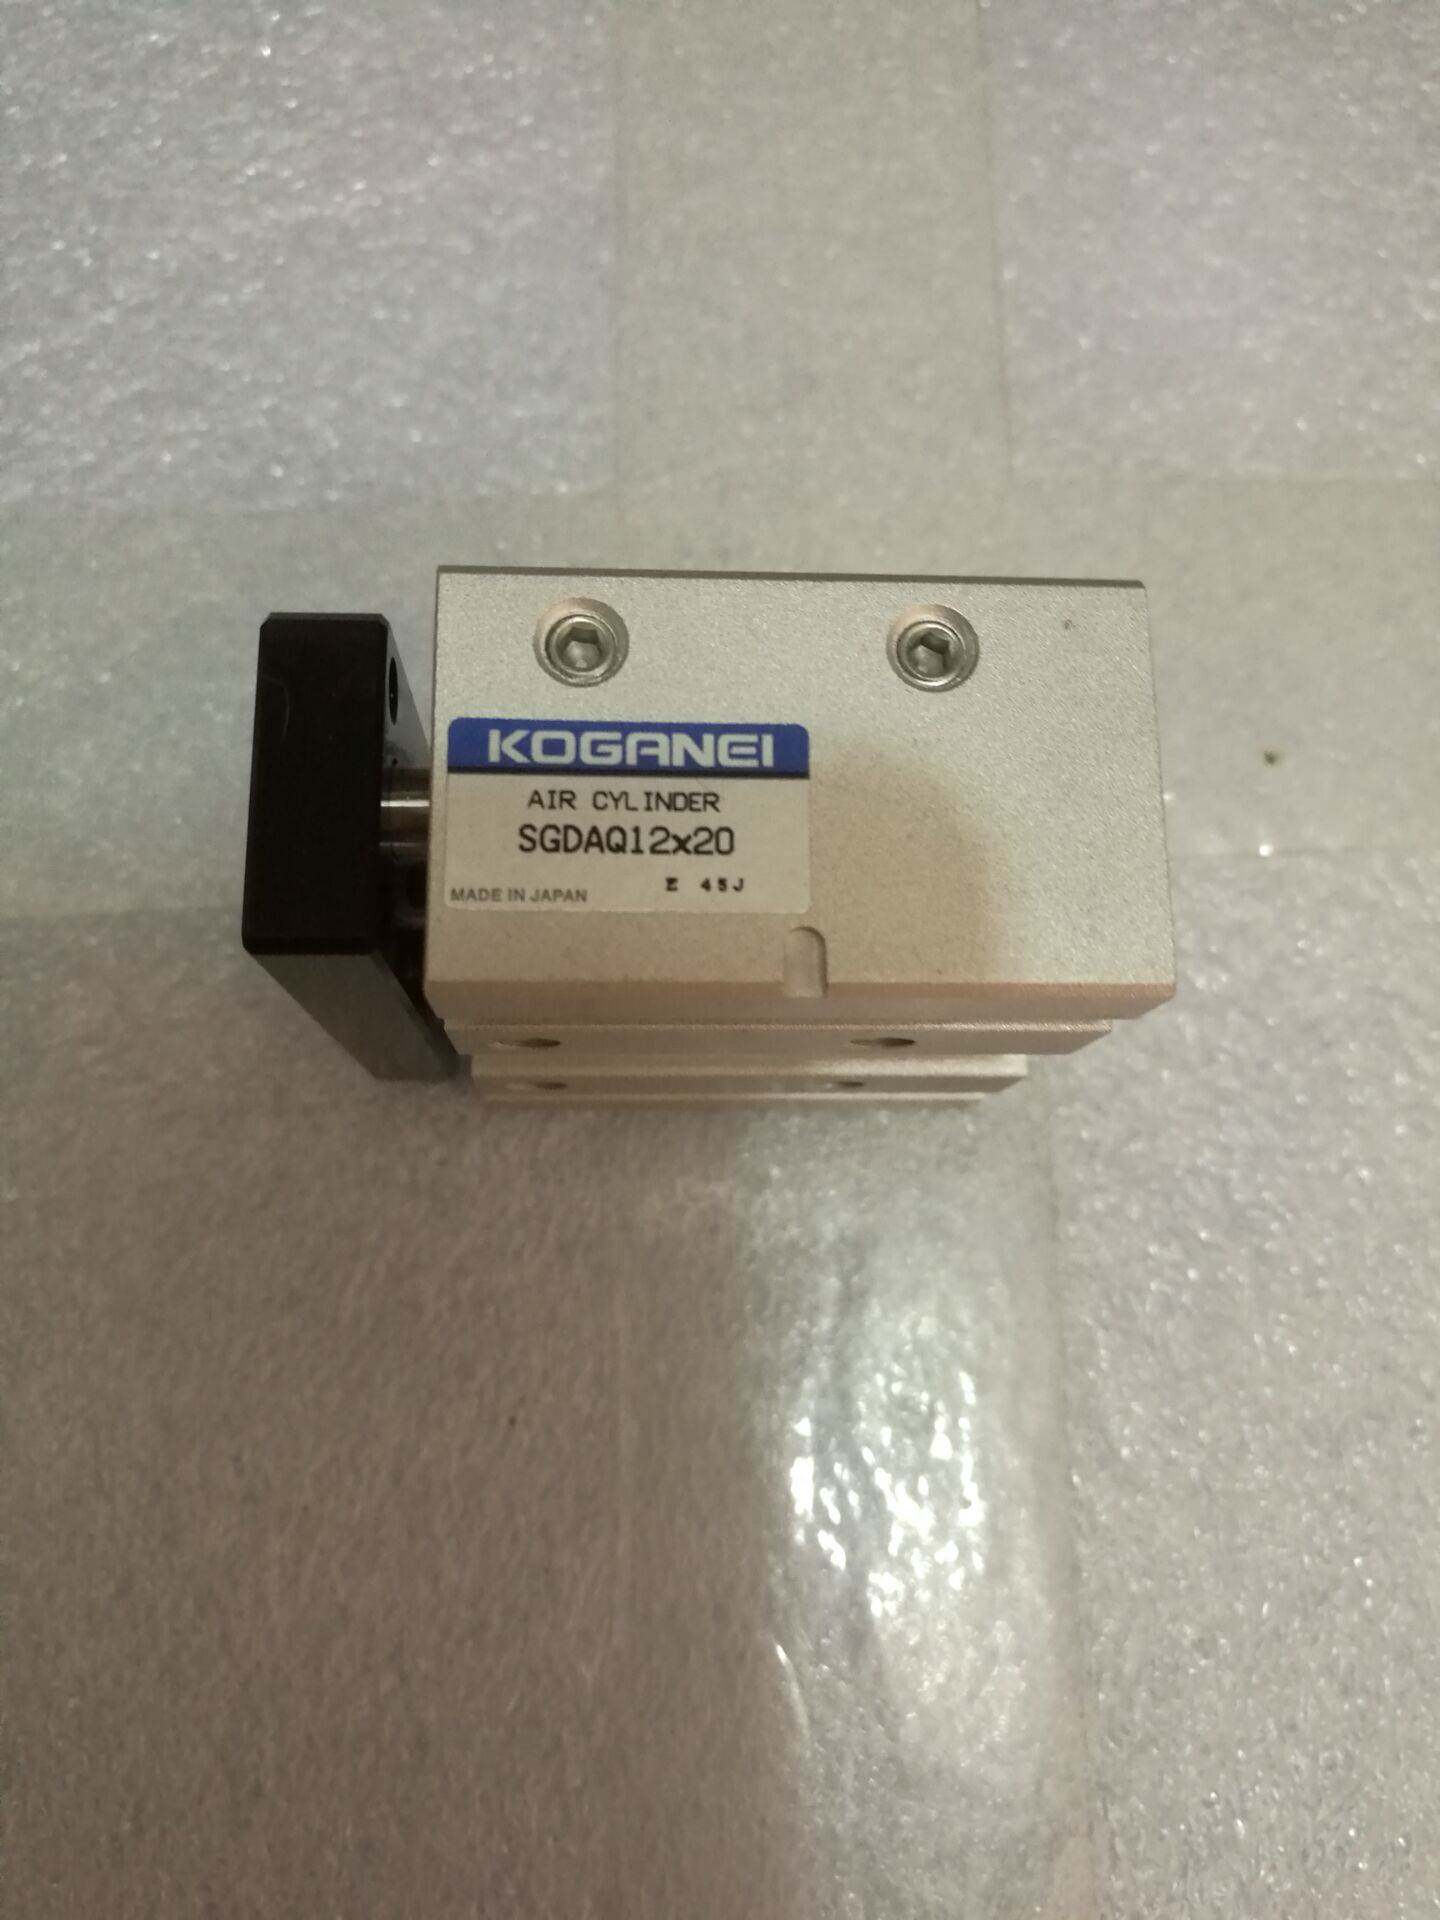 KOGANEI
AIR CYLINDER
SGDAQ12x20
MADE IN JAPAN E 45J